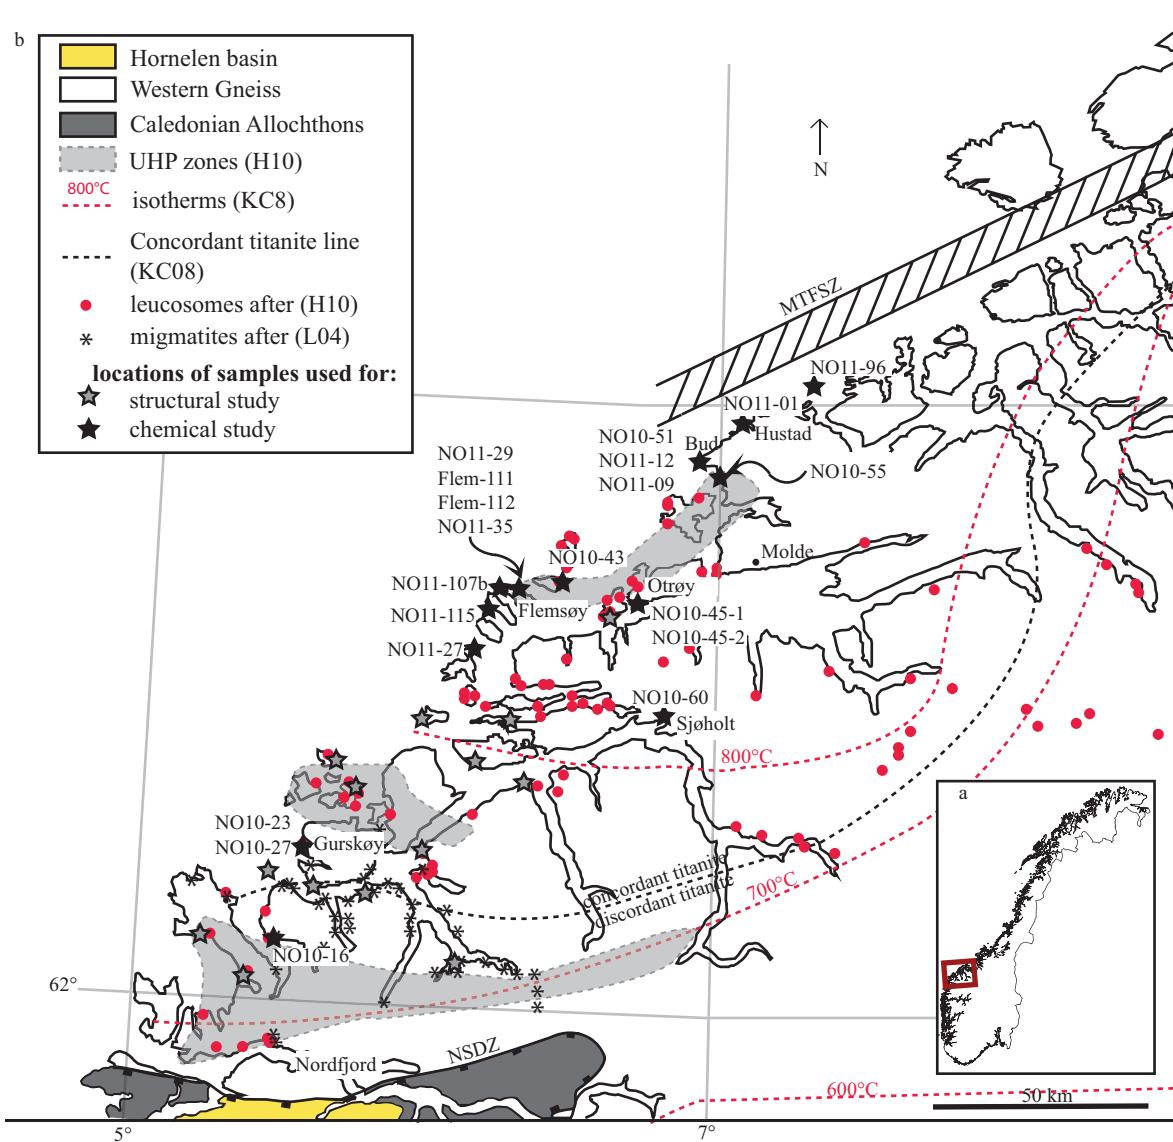 b
Hornelen basin
Western Gneiss
Caledonian Allochthons
UHP zones (H10)
800°C
isotherms (KC8)
Concordant titanite line
(KC08)
leucosomes after (H10)
migmatites after (L04)
locations of samples used for:
structural study
chemical study
N
MTFSZ
NO11-96
NO11-01
Hustad
NO10-51
NO11-12
NO11-09
Bud
NO10-55
NO11-29
Flem-111
Flem-112
NO11-35
NO10-43
Molde
NO11-107b
Flemsøy
Otrøy
NO11-115
NO10-45-1
NO10-45-2
NO11-27
NO10-60
Sjøholt
800°C
NO10-23
NO10-27
Gurskøy
concordant titanite
discordant titanite
700°C
NO10-16
62°
Nordfjord
NSDZ
600°C
a
50 km
5°
7°